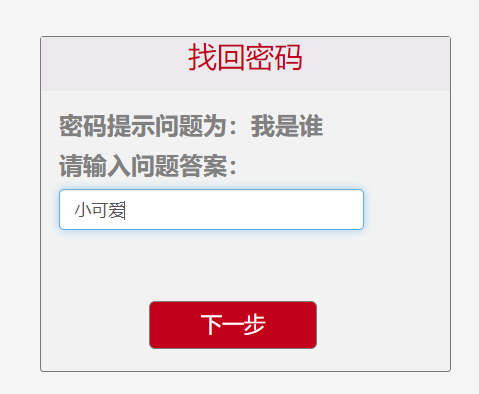 找回密码
密码提示问题为：我是谁
请输入问题答案：
小可爱
下一步